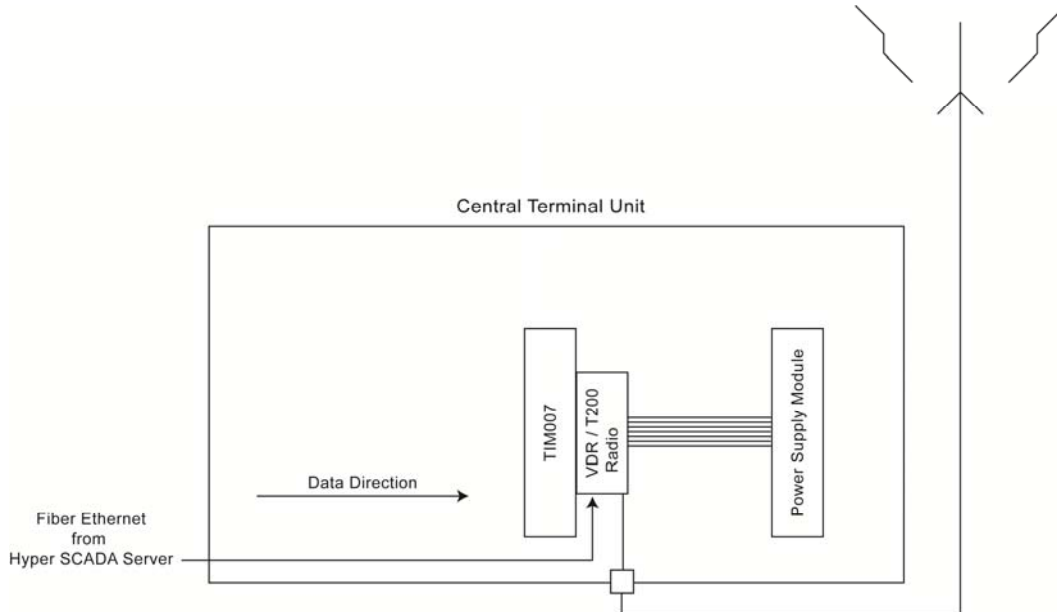 Central Terminal Unit
TIM007
VDR / T200
Radio
Power Supply Module
Data Direction
Fiber Ethernet
from
Hyper SCADA Server